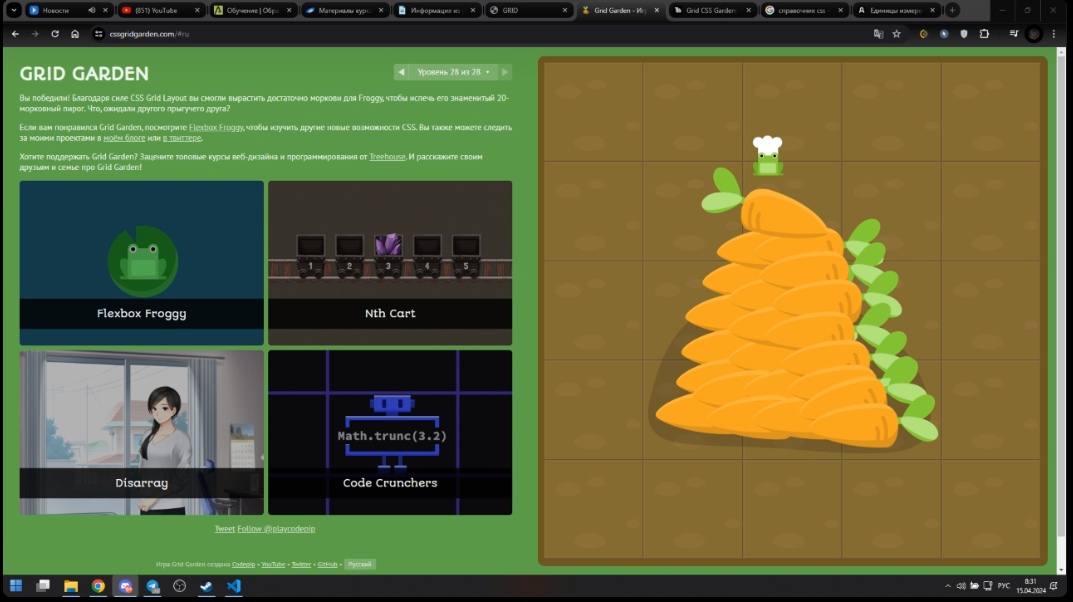 Новости
(851) YouTube
Обучение | Обра
Материалы курс
Информация из
GRID
Grid Garden - Иг
Grid CSS Garden
справочник css -
Единицы измере
cssgridgarden.com/#ru
GRID GARDEN
Уровень 28 из 28
Вы победили! Благодаря силе CSS Grid Layout вы смогли вырастить достаточно моркови для Froggy, чтобы испечь его знаменитый 20-
морковный пирог. Что, ожидали другого прыгучего друга?
Если вам понравился Grid Garden, посмотрите Flexbox Froggy, чтобы изучить другие новые возможности CSS. Вы также можете следить
за моими проектами в моём блоге или в твиттере.
Хотите поддержать Grid Garden? Зацените топовые курсы веб-дизайна и программирования от Treehouse. И расскажите своим
друзьям и семье про Grid Garden!
Flexbox Froggy
1 2 3 4 5
Nth Cart
Disarray
Math.trunc(3.2)
Code Crunchers
Tweet Follow @playcodepip
Игра Grid Garden создана Codepip • YouTube • Twitter • GitHub • Русский
РУС
8:31
15.04.2024